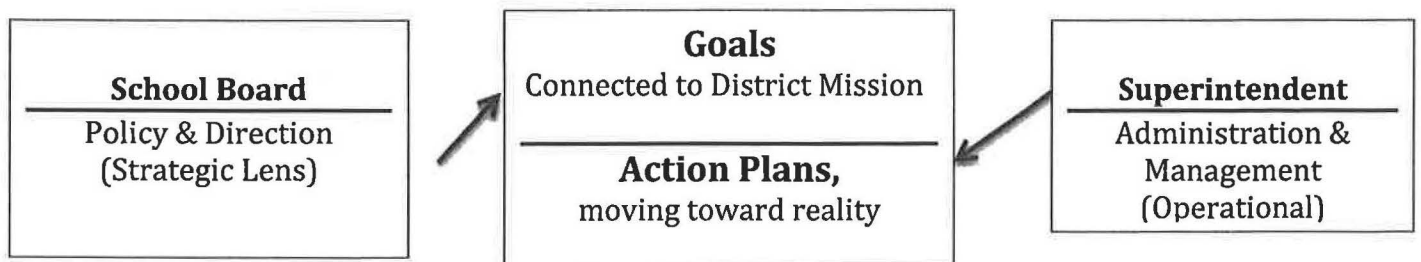 School Board
Policy & Direction
(Strategic Lens)
Goals
Connected to District Mission
Action Plans,
moving toward reality
Superintendent
Administration &
Management
(Operational)